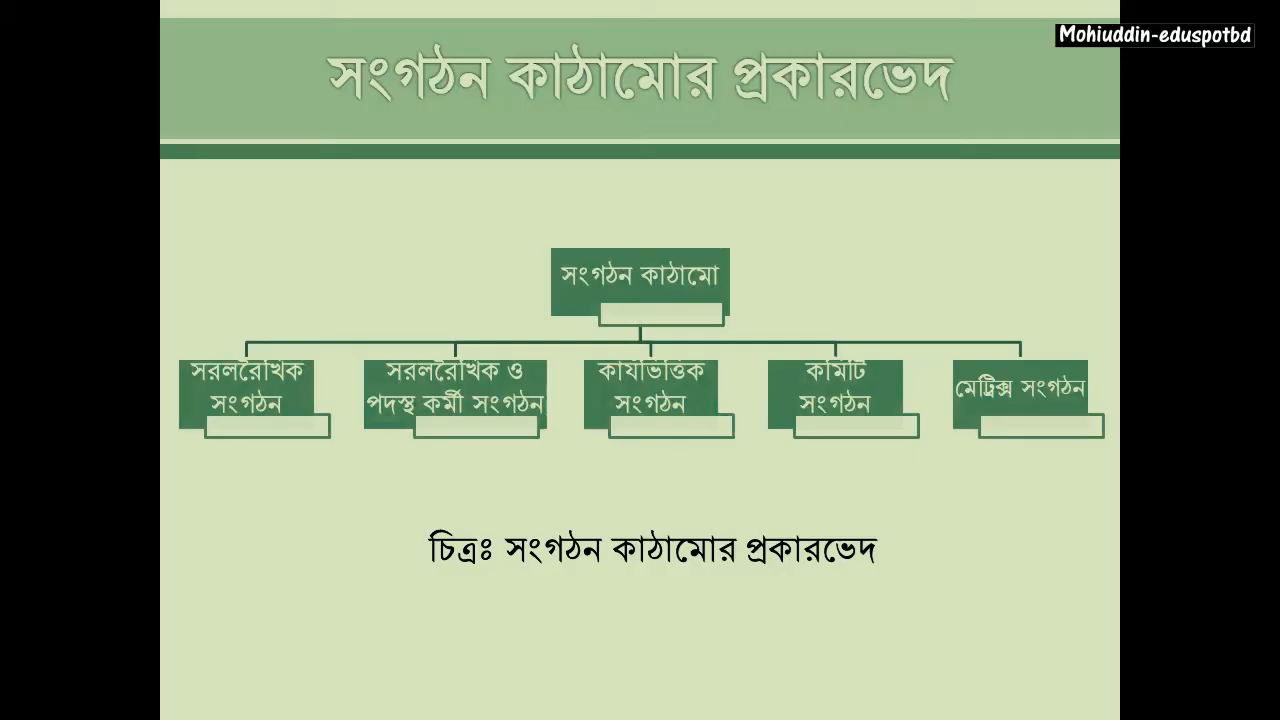 Mohiuddin-eduspotbd
সংগঠন কাঠামোর প্রকারভেদ
সংগঠন কাঠামো
সরলরৈখিক
সংগঠন
সরলরৈখিক ও
পদস্থ কর্মী সংগঠন
কার্যভিত্তিক
সংগঠন
কমিটি
সংগঠন
মেট্রিক্স সংগঠন
চিত্রঃ সংগঠন কাঠামোর প্রকারভেদ